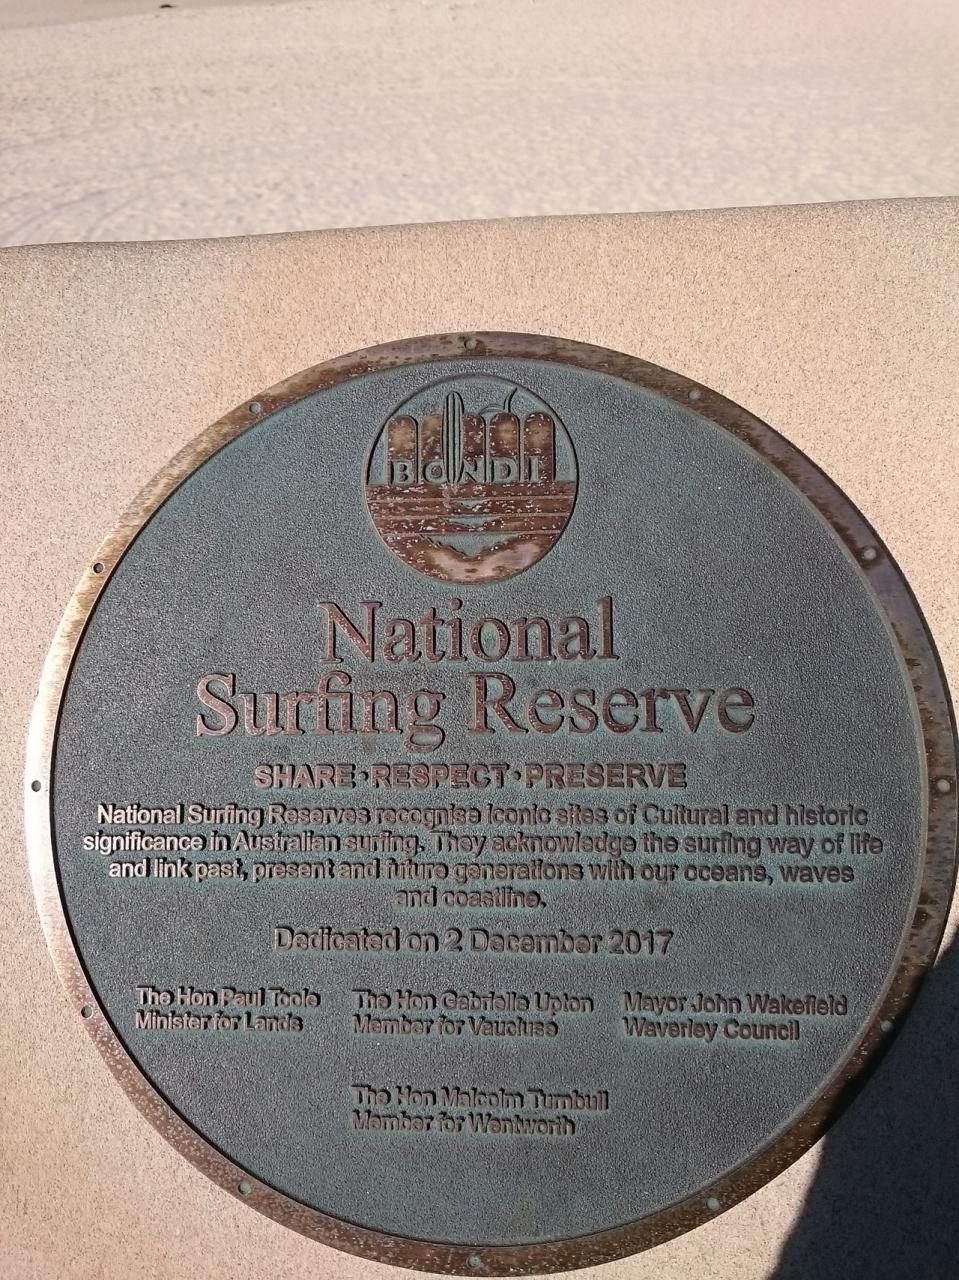 BONDI
National
Surfing Reserve
SHARE·RESPECT·PRESERVE
National Surfing Reserves recognise iconic sites of Cultural and historic
significance in Australian surfing. They acknowledge the surfing way of life
and link past, present and future generations with our oceans, waves
and coastline.
Dedicated on 2 December 2017
The Hon Paul Toole
Minister for Lands
The Hon Gabrielle Upton
Member for Vaucluse
Mayor John Wakefield
Waverley Council
The Hon Malcolm Turnbull
Member for Wentworth